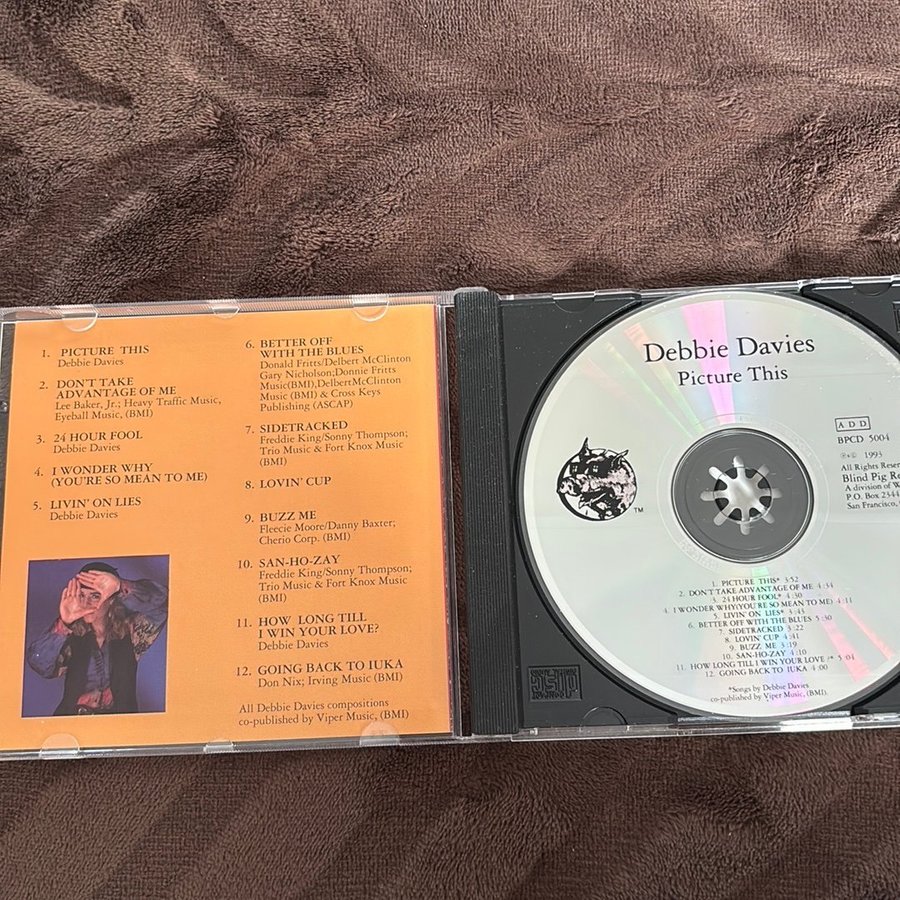 1. PICTURE THIS
Debbie Davies
2. DON'T TAKE
ADVANTAGE OF ME
Lee Baker, Jr.; Heavy Traffic Music,
Eyeball Music, (BMI)
3. 24 HOUR FOOL
Debbie Davies
4. I WONDER WHY
(YOU'RE SO MEAN TO ME)
5. LIVIN' ON LIES
Debbie Davies
6. BETTER OFF
WITH THE BLUES
Donald Fritts/Delbert McClinton
Gary Nicholson;Donnie Fritts
Music(BMI),DelbertMcClinton
Music (BMI) & Cross Keys
Publishing (ASCAP)
7. SIDETRACKED
Freddie King/Sonny Thompson;
Trio Music & Fort Knox Music
(BMI)
8. LOVIN' CUP
9. BUZZ ME
Fleecie Moore/Danny Baxter;
Cherio Corp. (BMI)
10. SAN-HO-ZAY
Freddie King/Sonny Thompson;
Trio Music & Fort Knox Music
(BMI)
11. HOW LONG TILL
I WIN YOUR LOVE?
Debbie Davies
12. GOING BACK TO IUKA
Don Nix; Irving Music (BMI)
All Debbie Davies compositions
co-published by Viper Music, (BMI)
Debbie Davies
Picture This
ADD
BPCD 5004
℗+© 1993
All Rights Rese
Blind Pig Re
A division of W
P.O. Box 2344
San Francisco,
TM
1. PICTURE THIS* 3:52
2. DON'T TAKE ADVANTAGE OF ME 4:34
3. 24 HOUR FOOL* 4:30
4. I WONDER WHY(YOU'RE SO MEAN TO ME) 4:11
5. LIVIN' ON LIES* 4:43
6. BETTER OFF WITH THE BLUES 5:30
7. SIDETRACKED 3:22
8. LOVIN' CUP 4:41
9. BUZZ ME 3:19
10. SAN-HO-ZAY 4:10
11. HOW LONG TILL I WIN YOUR LOVE ?* 5:04
12. GOING BACK TO IUKA 4:00
*Songs by Debbie Davies
co-published by Viper Music, (BMI)